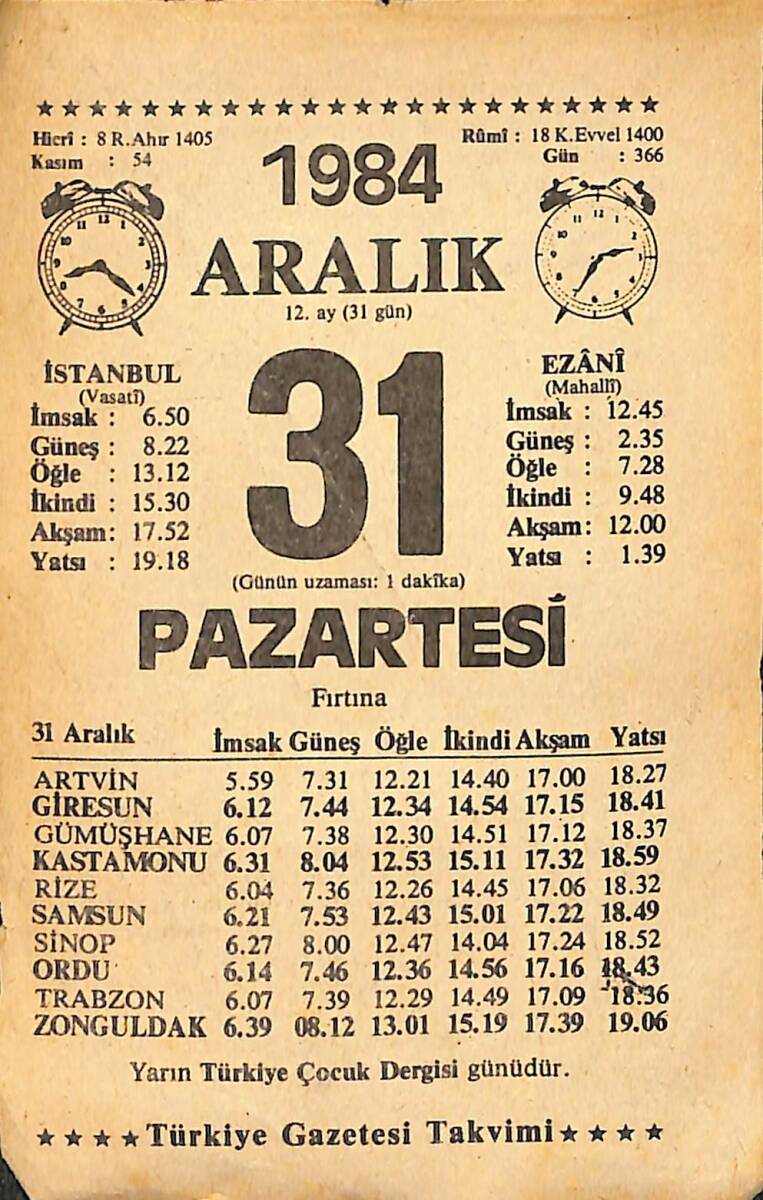 Hicrî : 8 R.Ahır 1405
Kasım : 54
Rûmî : 18 K.Evvel 1400
Gün : 366
1984
ARALIK
12. ay (31 gün)
31
İSTANBUL
(Vasatî)
İmsak : 6.50
Güneş : 8.22
Öğle : 13.12
İkindi : 15.30
Akşam: 17.52
Yatsı : 19.18
EZÂNÎ
(Mahallî)
İmsak : 12.45
Güneş : 2.35
Öğle : 7.28
İkindi : 9.48
Akşam: 12.00
Yatsı : 1.39
(Günün uzaması: 1 dakîka)
PAZARTESİ
Fırtına
31 Aralık İmsak Güneş Öğle İkindi Akşam Yatsı
ARTVİN 5.59 7.31 12.21 14.40 17.00 18.27
GİRESUN 6.12 7.44 12.34 14.54 17.15 18.41
GÜMÜŞHANE 6.07 7.38 12.30 14.51 17.12 18.37
KASTAMONU 6.31 8.04 12.53 15.11 17.32 18.59
RİZE 6.04 7.36 12.26 14.45 17.06 18.32
SAMSUN 6.21 7.53 12.43 15.01 17.22 18.49
SİNOP 6.27 8.00 12.47 14.04 17.24 18.52
ORDU 6.14 7.46 12.36 14.56 17.16 18.43
TRABZON 6.07 7.39 12.29 14.49 17.09 18.36
ZONGULDAK 6.39 08.12 13.01 15.19 17.39 19.06
Yarın Türkiye Çocuk Dergisi günüdür.
★ ★ ★ ★ Türkiye Gazetesi Takvimi ★ ★ ★ ★